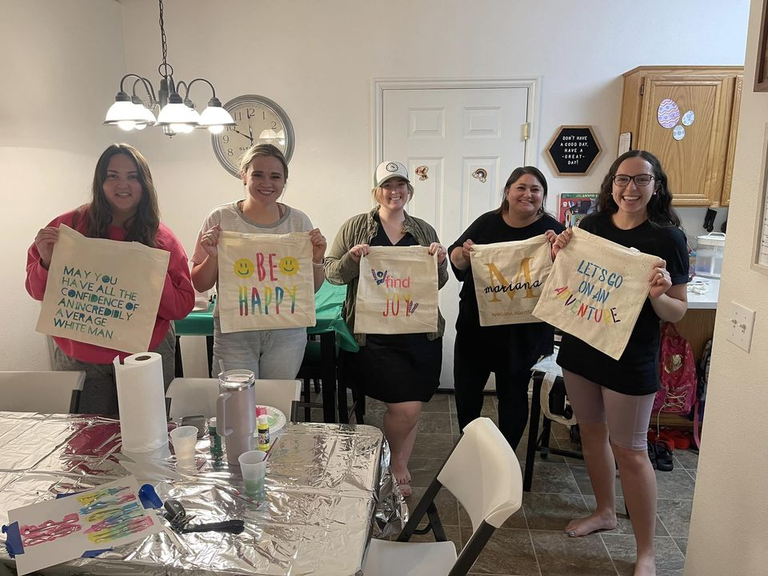 MAY YOU
HAVE ALL THE
CONFIDENCE OF
AN INCREDIBLY
AVERAGE
WHITE MAN
BE
HAPPY
find
JOY
M
mariana
LET'S GO
ON AN
ADVENTURE
DON'T HAVE
A GOOD DAY,
HAVE A
-GREAT-
DAY!